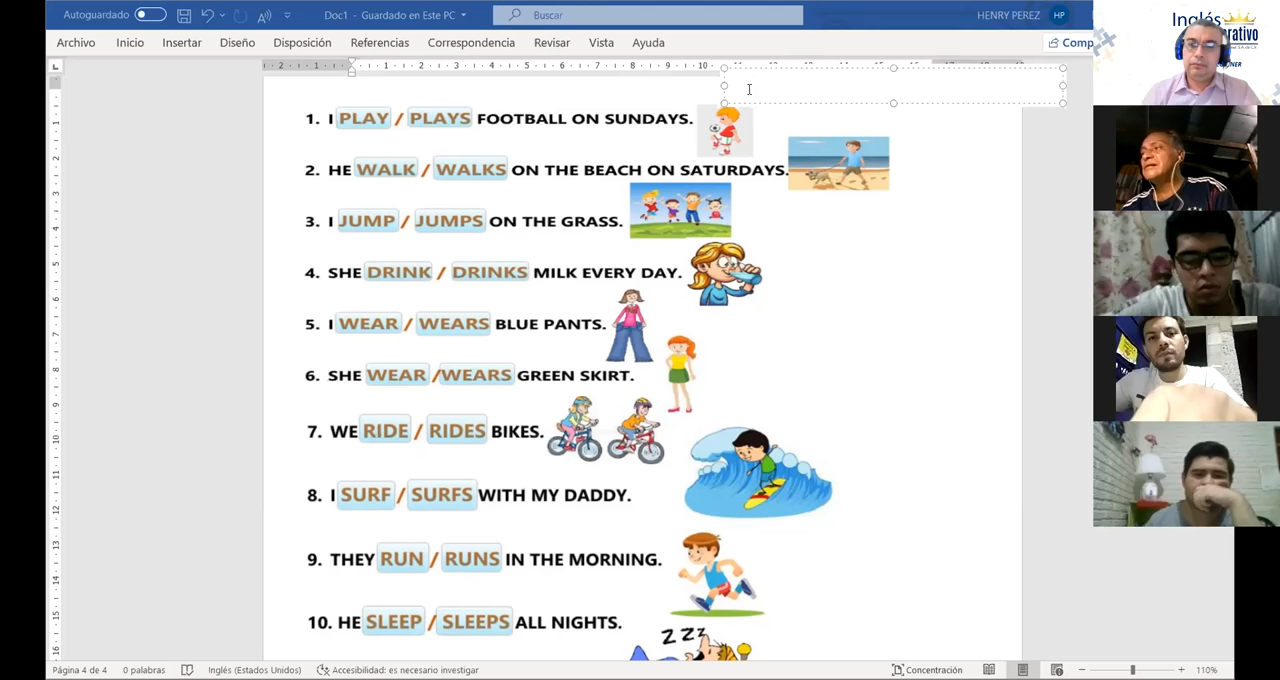 Autoguardado
Doc1 - Guardado en Este PC
Buscar
HENRY PEREZ
HP
Archivo
Inicio
Insertar
Diseño
Disposición
Referencias
Correspondencia
Revisar
Vista
Ayuda
Comp
Inglés
1. I PLAY / PLAYS FOOTBALL ON SUNDAYS.
2. HE WALK / WALKS ON THE BEACH ON SATURDAYS.
3. I JUMP / JUMPS ON THE GRASS.
4. SHE DRINK / DRINKS MILK EVERY DAY.
5. I WEAR / WEARS BLUE PANTS.
6. SHE WEAR /WEARS GREEN SKIRT.
7. WE RIDE / RIDES BIKES.
8. I SURF / SURFS WITH MY DADDY.
9. THEY RUN / RUNS IN THE MORNING.
10. HE SLEEP / SLEEPS ALL NIGHTS.
Z Z Z
Página 4 de 4
0 palabras
Inglés (Estados Unidos)
Accesibilidad: es necesario investigar
Concentración
110%